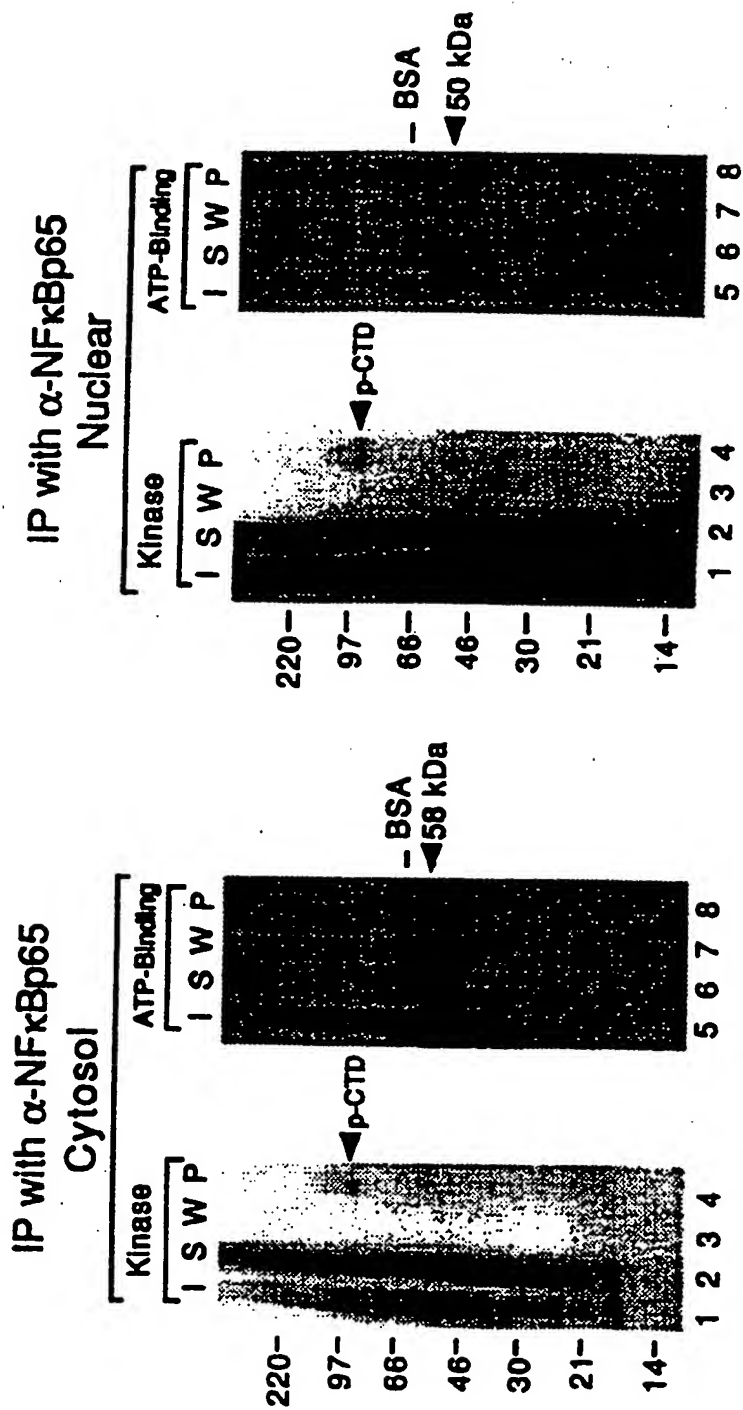 IP with α-NFκBp65
Cytosol
Kinase
ATP-Binding
I S W P
I S W P
220–
97–
66–
46–
30–
21–
14–
p-CTD
– BSA
58 kDa
1 2 3 4
5 6 7 8
IP with α-NFκBp65
Nuclear
Kinase
ATP-Binding
I S W P
I S W P
220–
97–
66–
46–
30–
21–
14–
p-CTD
– BSA
50 kDa
1 2 3 4
5 6 7 8